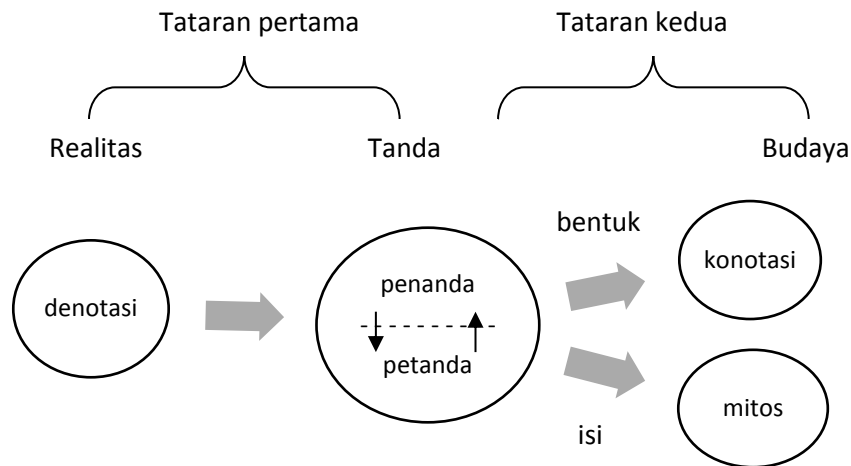 Tataran pertama Tataran kedua
Realitas Tanda Budaya
bentuk
konotasi
penanda
denotasi
petanda
mitos
isi